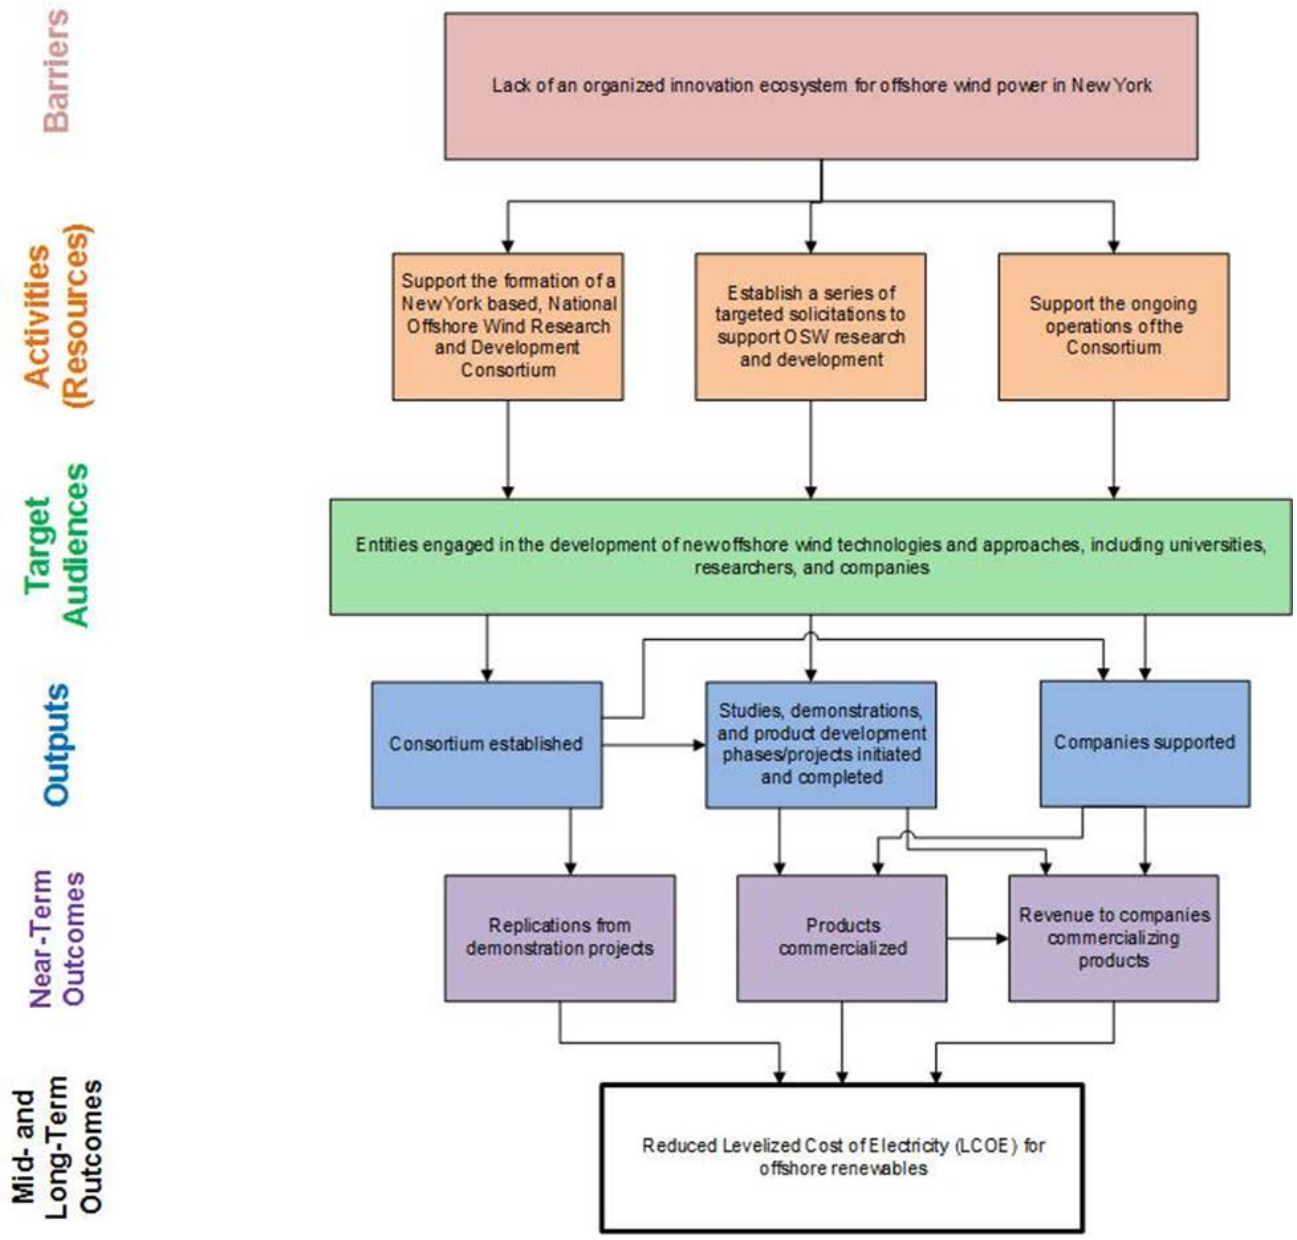 Barriers
Lack of an organized innovation ecosystem for offshore wind power in New York
Activities
(Resources)
Support the formation of a
New York based, National
Offshore Wind Research
and Development
Consortium
Establish a series of
targeted solicitations to
support OSW research
and development
Support the ongoing
operations of the
Consortium
Target
Audiences
Entities engaged in the development of new offshore wind technologies and approaches, including universities,
researchers, and companies
Outputs
Consortium established
Studies, demonstrations,
and product development
phases/projects initiated
and completed
Companies supported
Near-Term
Outcomes
Replications from
demonstration projects
Products
commercialized
Revenue to companies
commercializing
products
Mid- and
Long-Term
Outcomes
Reduced Levelized Cost of Electricity (LCOE) for
offshore renewables